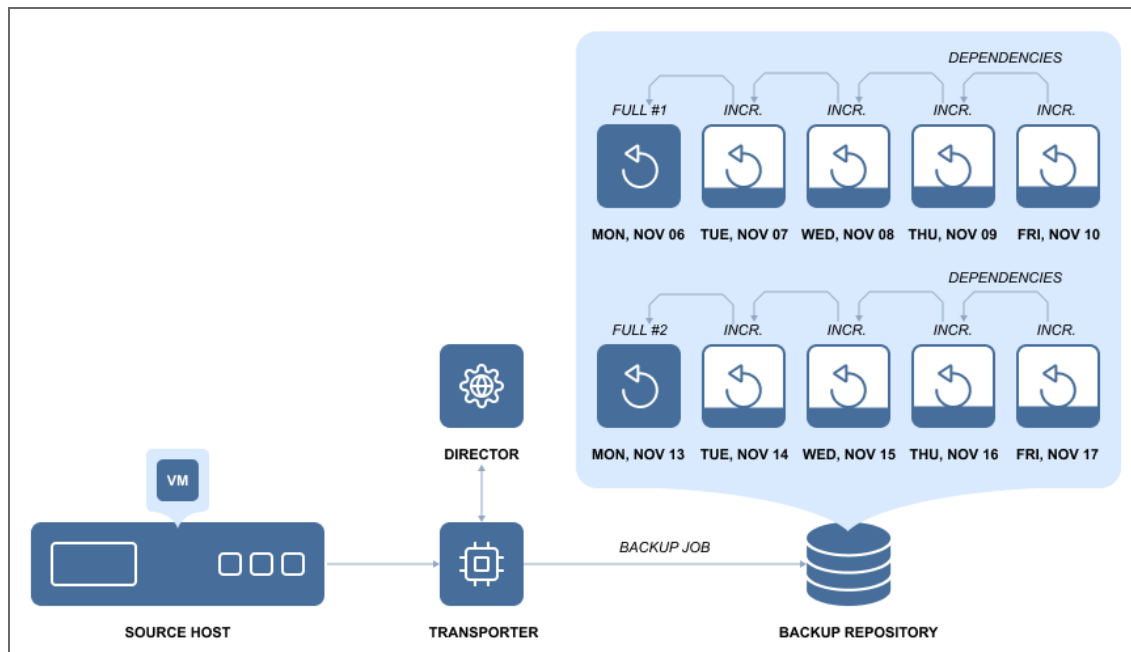 DEPENDENCIES
FULL #1 INCR. INCR. INCR. INCR.
MON, NOV 06 TUE, NOV 07 WED, NOV 08 THU, NOV 09 FRI, NOV 10
DEPENDENCIES
FULL #2 INCR. INCR. INCR. INCR.
MON, NOV 13 TUE, NOV 14 WED, NOV 15 THU, NOV 16 FRI, NOV 17
DIRECTOR
VM
BACKUP JOB
SOURCE HOST TRANSPORTER BACKUP REPOSITORY